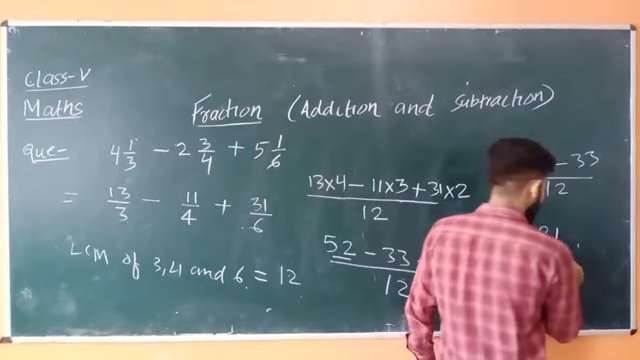 Class-V
Maths
Fraction (Addition and subtraction)
que- 4 1/3 - 2 3/4 + 5 1/6
= 13/3 - 11/4 + 31/6
LCM of 3,4 and 6 = 12
13x4 - 11x3 + 31x2
12
52 - 33
12
- 33
12